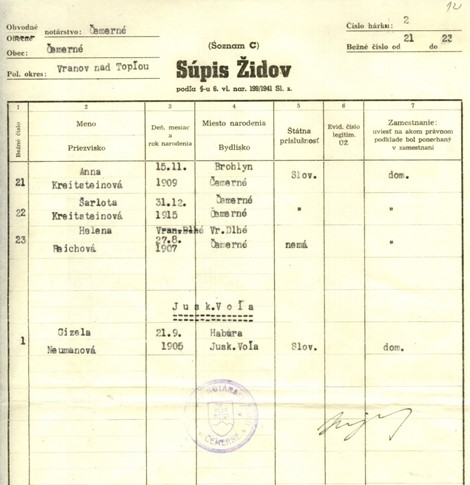 12
Obvodné notárstvo: Čemerné
Obec: Čemerné
Pol. okres: Vranov nad Topľou
(Soznam C)
Súpis Židov
podľa §-u 6. vl. nar. 199/1941 Sl. z.
Číslo hárku: 2
Bežné číslo od 21 do 23
1 2 3 4 5 6 7
Bežné číslo
Meno
Priezvisko
Deň, mesiac a rok narodenia
Miesto narodenia
Bydlisko
Štátna príslušnosť
Evid. číslo legitim. ÚŽ
Zamestnanie:
uviesť na akom právnom podklade bol ponechaný v zamestnaní
Anna 15.11. Brohlyn
21 Kreitsteinová 1909 Čemerné Slov. dom.
Šarlota 31.12. Čemerné
22 Kreitsteinová 1915 Čemerné " "
Helena Vran.Dlhé Vr.Dlhé
23 27.8.
Reichová 1907 Čemerné nemá "
Jusk.Voľa
Gizela 21.9. Habára
1 Neumanová 1905 Jusk.Voľa Slov. dom.
ČEMERNÉ